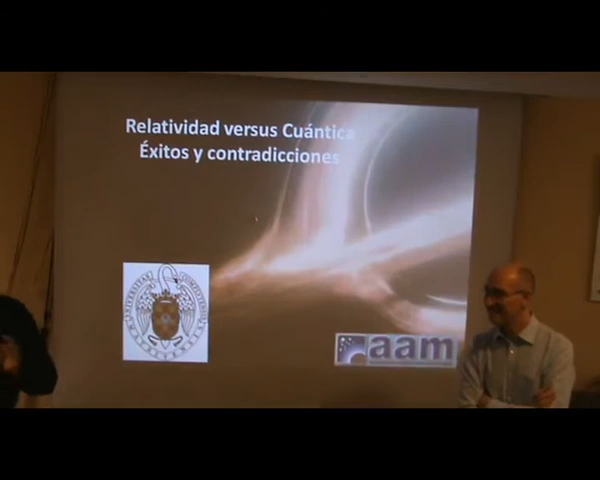 Relatividad versus Cuántica
Éxitos y contradicciones
aam